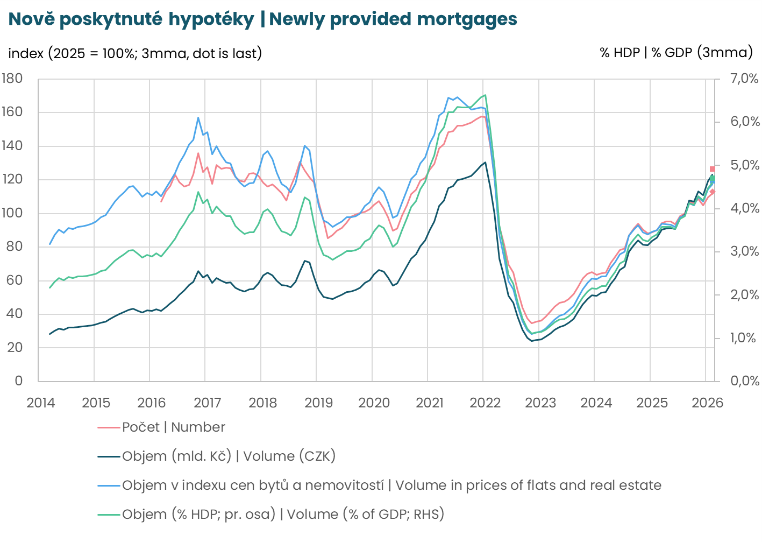 Nově poskytnuté hypotéky | Newly provided mortgages
index (2025 = 100%; 3mma, dot is last)
% HDP | % GDP (3mma)
180 7,0%
160 6,0%
140 5,0%
120 4,0%
100 3,0%
80 2,0%
60 1,0%
40 0,0%
20
0
2014 2015 2016 2017 2018 2019 2020 2021 2022 2023 2024 2025 2026
Počet | Number
Objem (mld. Kč) | Volume (CZK)
Objem v indexu cen bytů a nemovitostí | Volume in prices of flats and real estate
Objem (% HDP; pr. osa) | Volume (% of GDP; RHS)